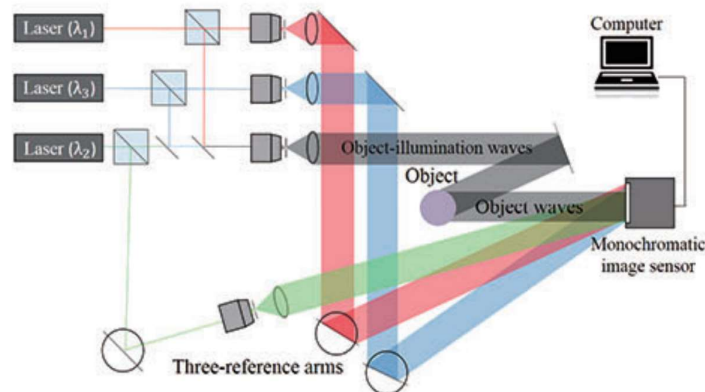 Laser (λ₁)
Computer
Laser (λ₃)
Laser (λ₂)
Object-illumination waves
Object
Object waves
Monochromatic
image sensor
Three-reference arms